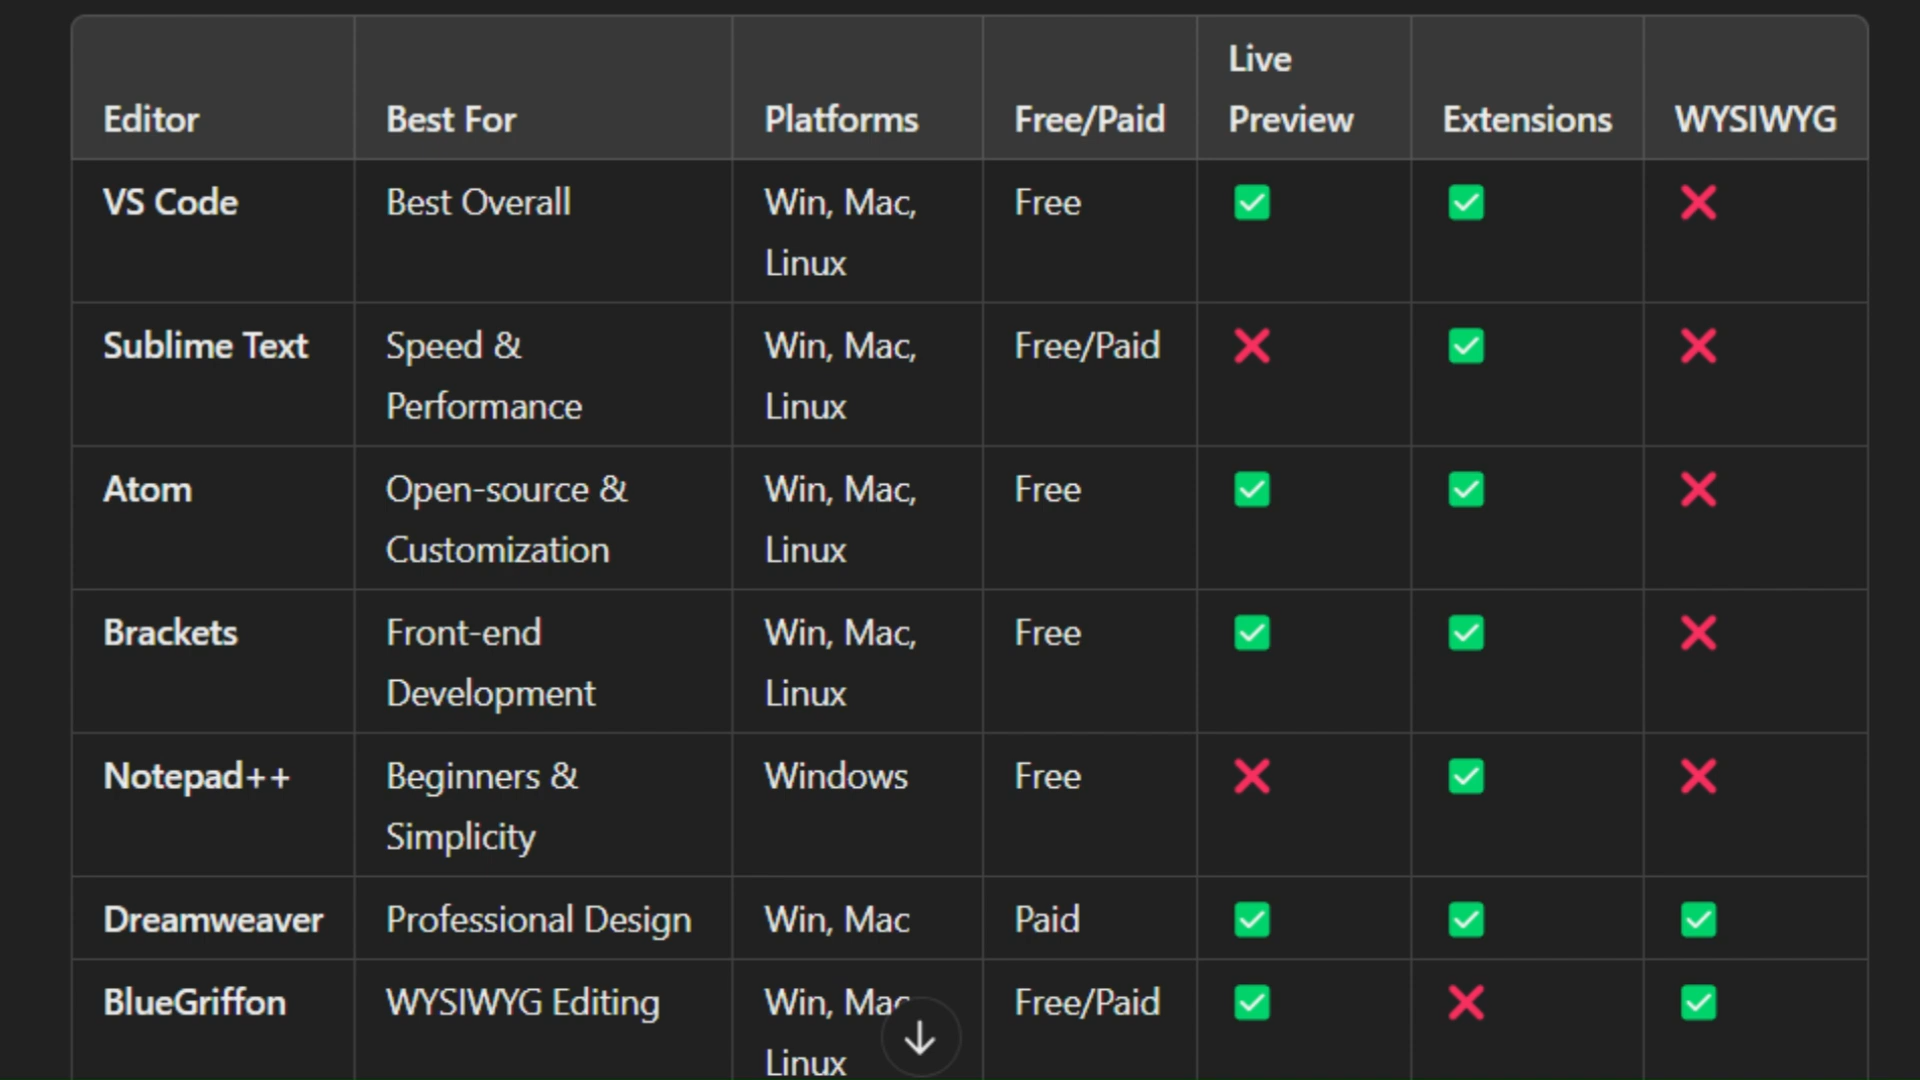 Editor Best For Platforms Free/Paid Live Preview Extensions WYSIWYG
VS Code Best Overall Win, Mac, Linux Free ✅ ✅ ❌
Sublime Text Speed & Performance Win, Mac, Linux Free/Paid ❌ ✅ ❌
Atom Open-source & Customization Win, Mac, Linux Free ✅ ✅ ❌
Brackets Front-end Development Win, Mac, Linux Free ✅ ✅ ❌
Notepad++ Beginners & Simplicity Windows Free ❌ ✅ ❌
Dreamweaver Professional Design Win, Mac Paid ✅ ✅ ✅
BlueGriffon WYSIWYG Editing Win, Mac, Linux Free/Paid ✅ ❌ ✅